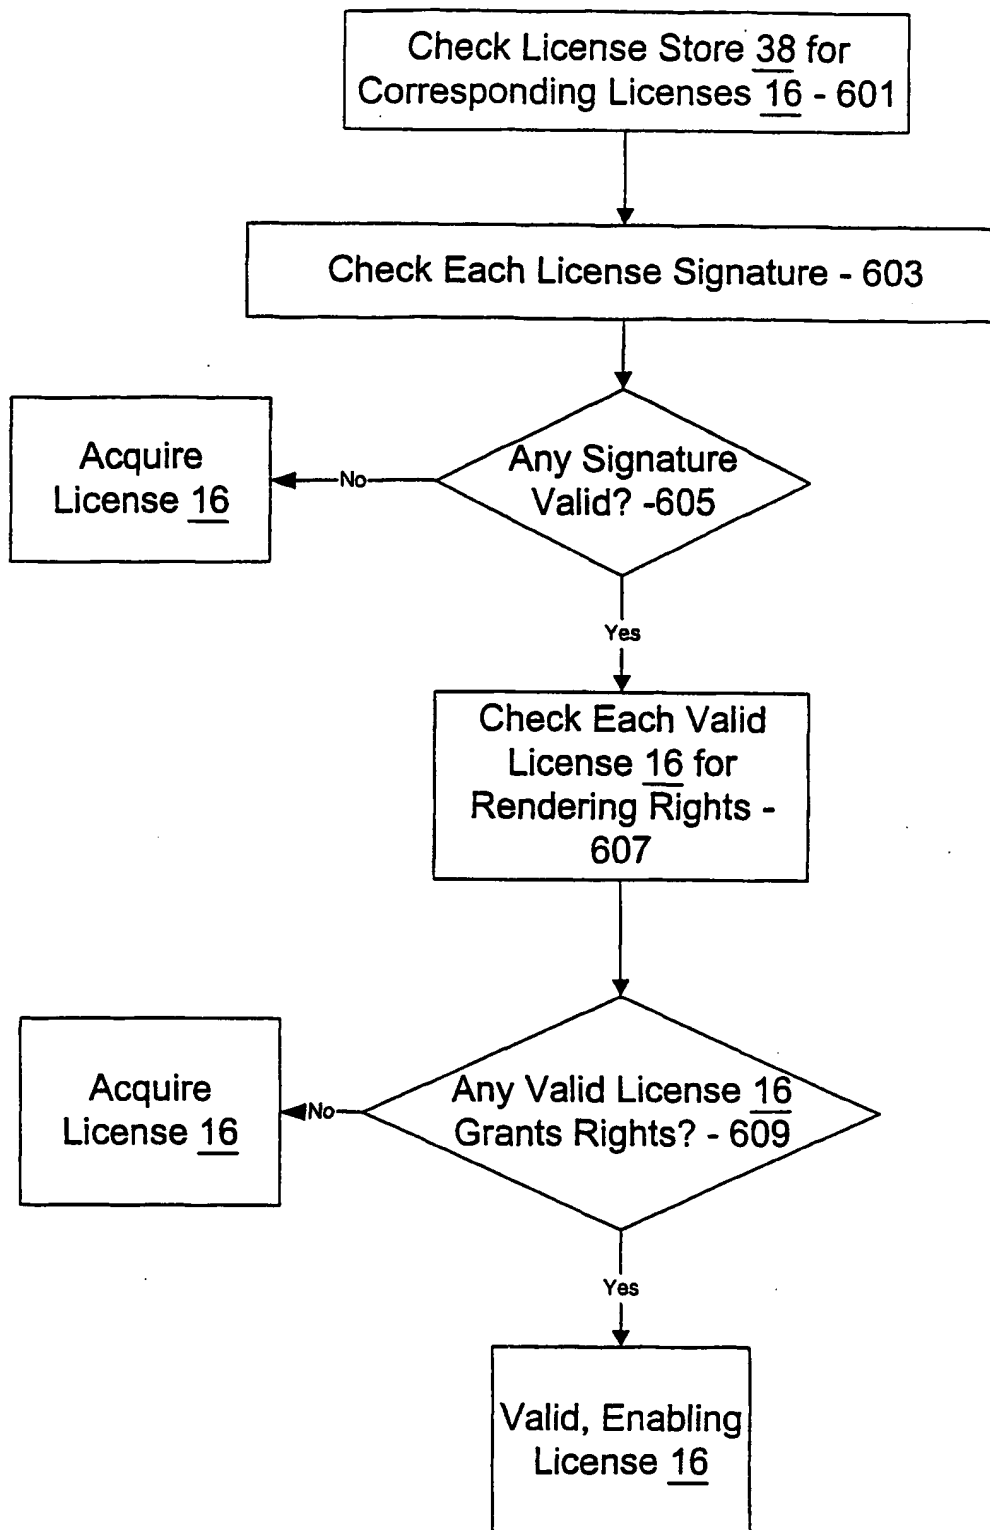 Check License Store 38 for
Corresponding Licenses 16 - 601
Check Each License Signature - 603
Any Signature
Valid? -605
No
Acquire
License 16
Yes
Check Each Valid
License 16 for
Rendering Rights -
607
Any Valid License 16
Grants Rights? - 609
No
Acquire
License 16
Yes
Valid, Enabling
License 16